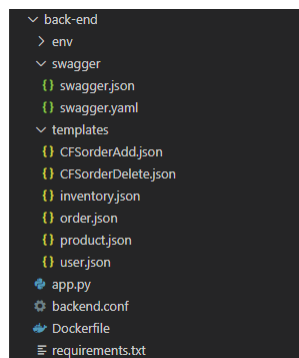 back-end
env
swagger
swagger.json
swagger.yaml
templates
CFSorderAdd.json
CFSorderDelete.json
inventory.json
order.json
product.json
user.json
app.py
backend.conf
Dockerfile
requirements.txt